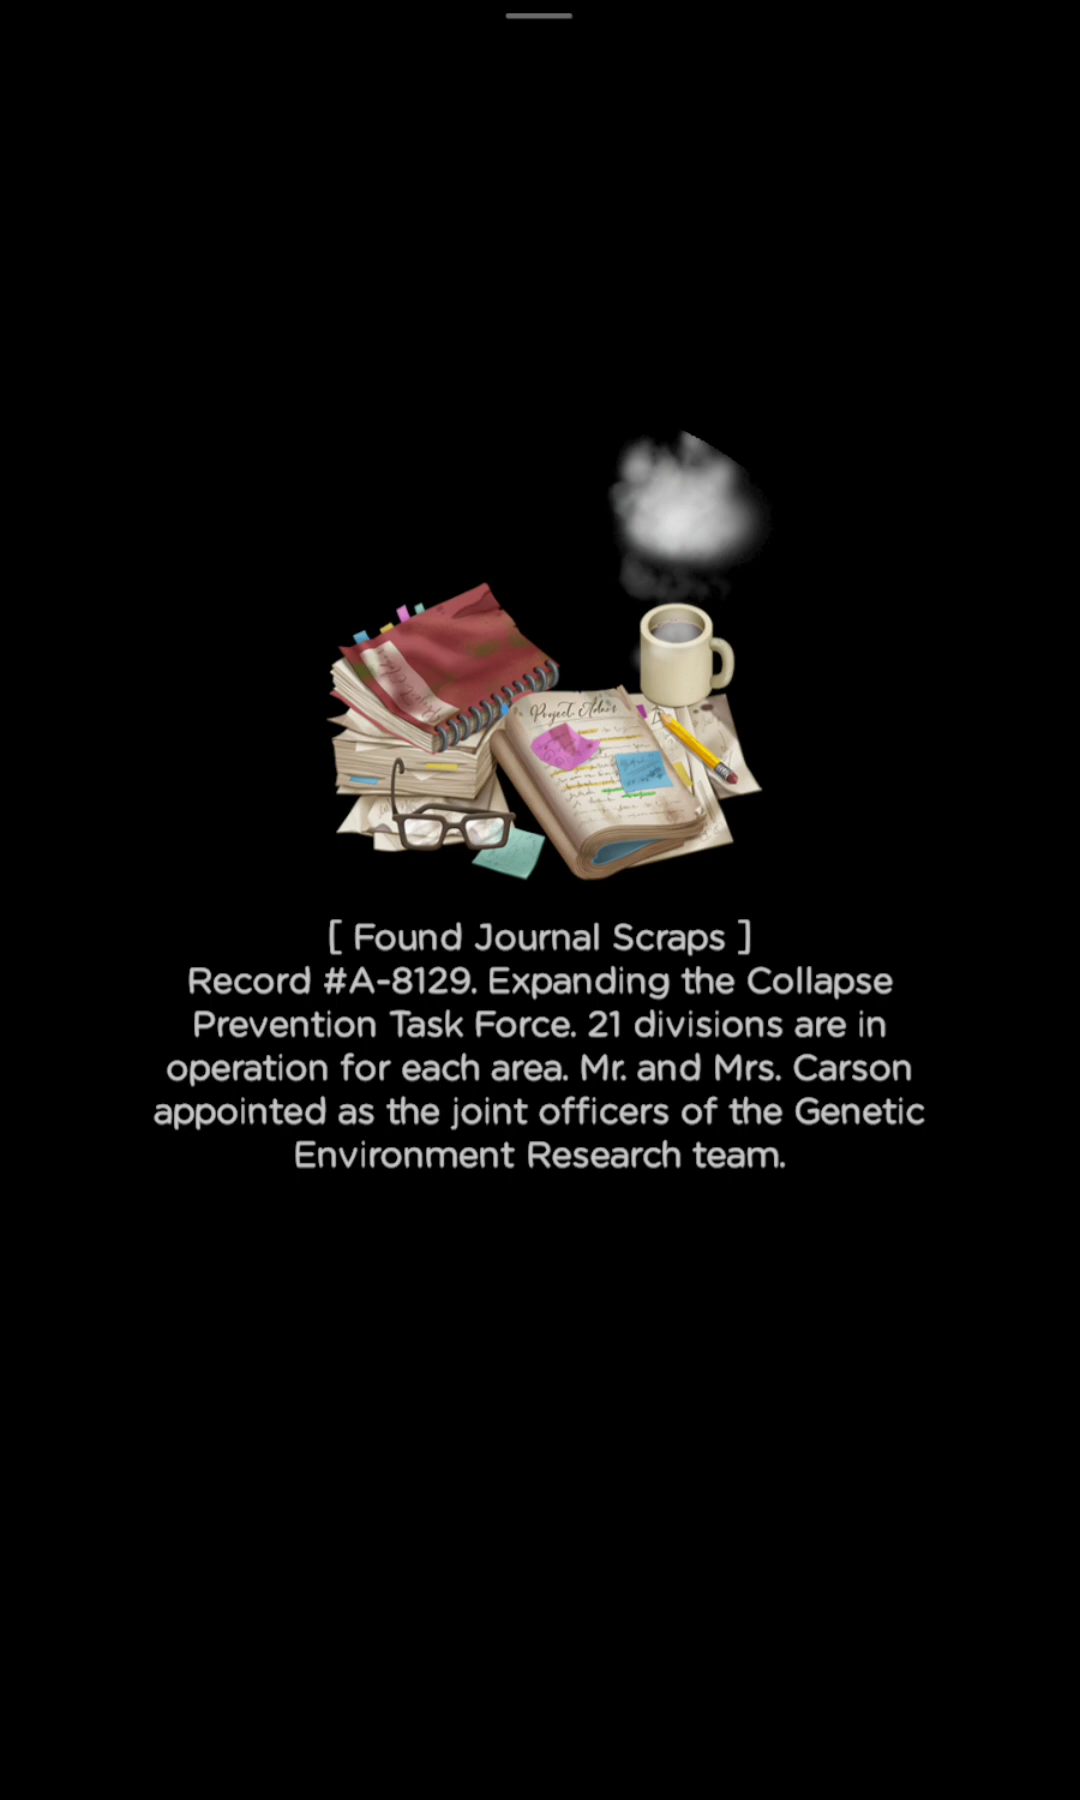 Project
[ Found Journal Scraps ]
Record #A-8129. Expanding the Collapse
Prevention Task Force. 21 divisions are in
operation for each area. Mr. and Mrs. Carson
appointed as the joint officers of the Genetic
Environment Research team.